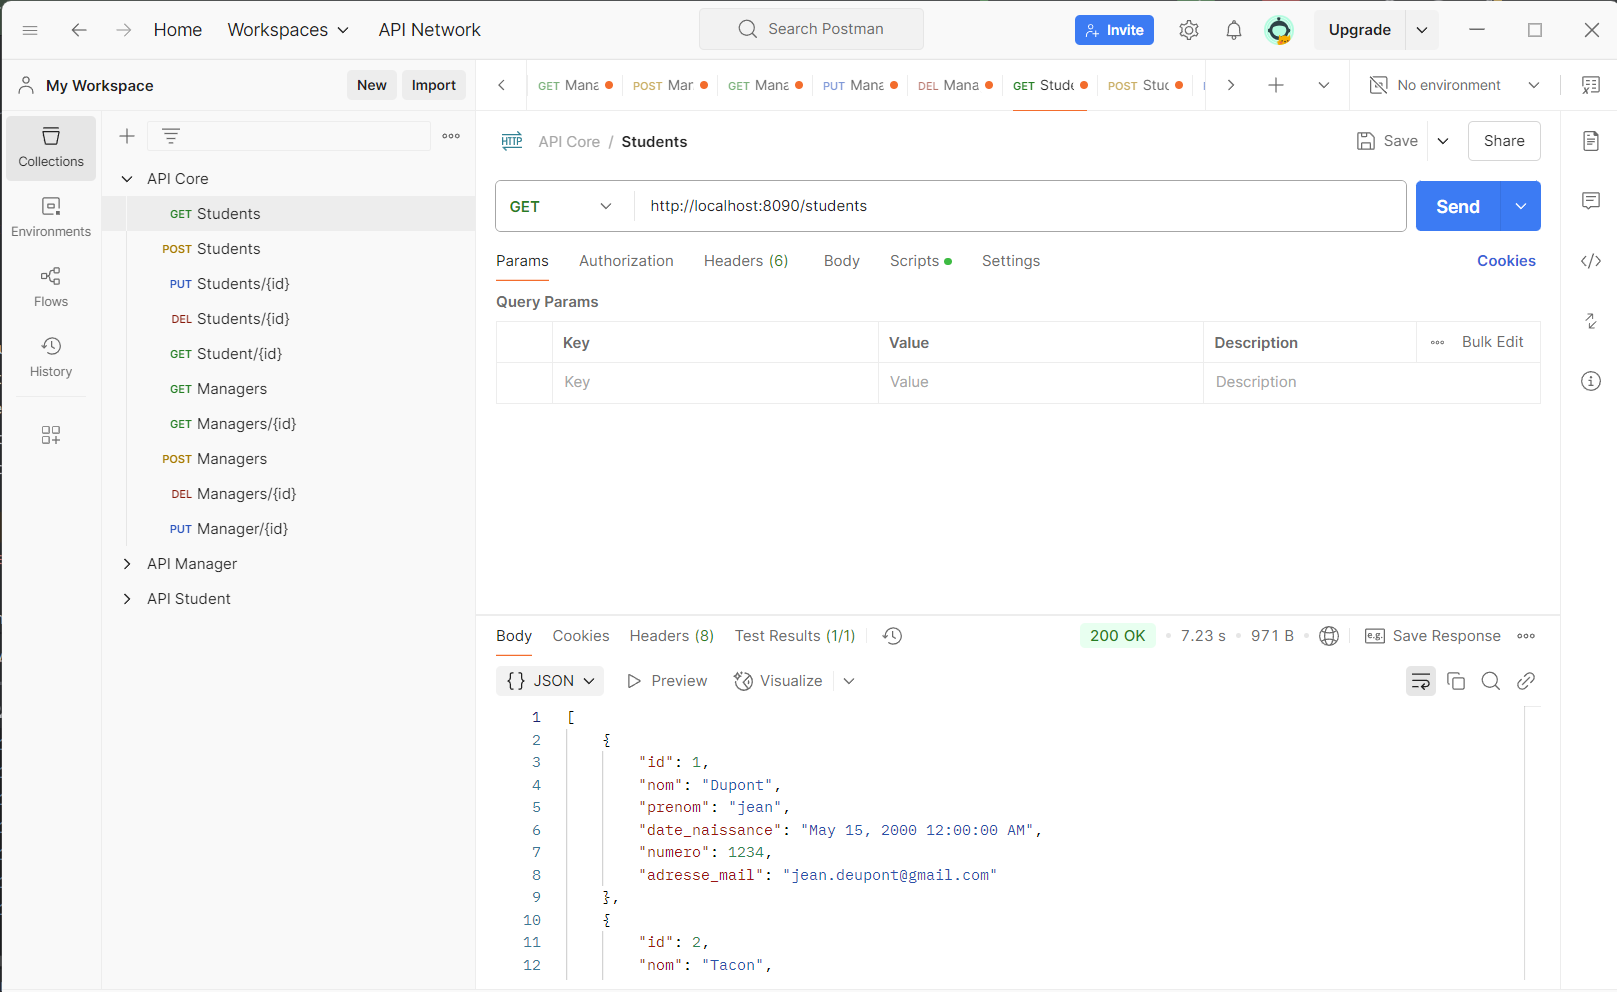 Home Workspaces API Network Search Postman Invite Upgrade
My Workspace New Import GET Mana POST Mar GET Mana PUT Mana DEL Mana GET Stude POST Stuc No environment
Collections
Environments
Flows
History
API Core
GET Students
POST Students
PUT Students/{id}
DEL Students/{id}
GET Student/{id}
GET Managers
GET Managers/{id}
POST Managers
DEL Managers/{id}
PUT Manager/{id}
API Manager
API Student
HTTP API Core / Students Save Share
GET http://localhost:8090/students Send
Params Authorization Headers (6) Body Scripts Settings Cookies
Query Params
Key Value Description Bulk Edit
Key Value Description
Body Cookies Headers (8) Test Results (1/1) 200 OK 7.23 s 971 B e.g. Save Response
{} JSON Preview Visualize
1 [
2 {
3 "id": 1,
4 "nom": "Dupont",
5 "prenom": "jean",
6 "date_naissance": "May 15, 2000 12:00:00 AM",
7 "numero": 1234,
8 "adresse_mail": "jean.deupont@gmail.com"
9 },
10 {
11 "id": 2,
12 "nom": "Tacon",